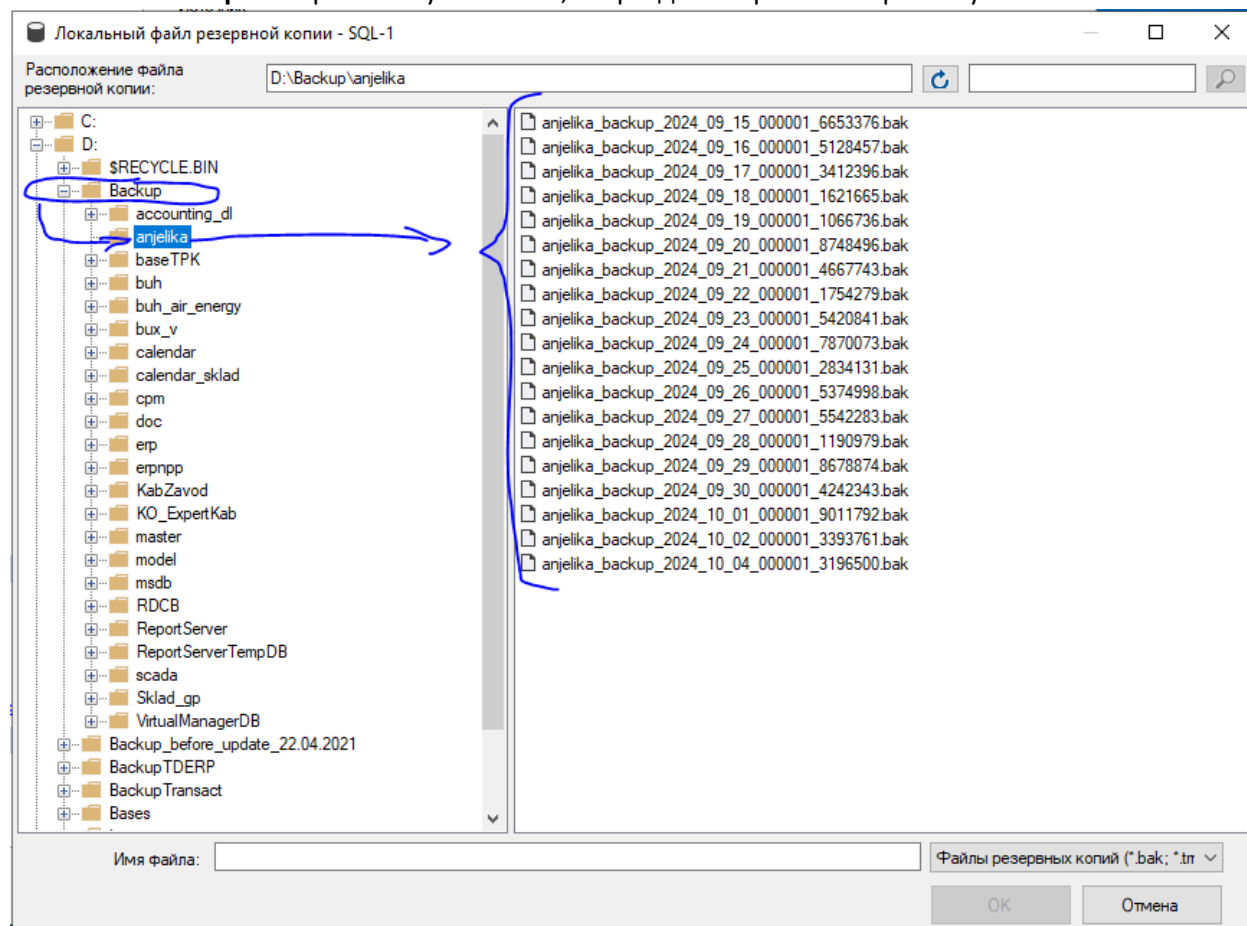 Локальный файл резервной копии - SQL-1
Расположение файла
резервной копии:
D:\Backup\anjelika
C:
D:
$RECYCLE.BIN
Backup
accounting_dl
anjelika
baseTPK
buh
buh_air_energy
bux_v
calendar
calendar_sklad
cpm
doc
erp
erpnpp
KabZavod
KO_ExpertKab
master
model
msdb
RDCB
ReportServer
ReportServerTempDB
scada
Sklad_gp
VirtualManagerDB
Backup_before_update_22.04.2021
BackupTDERP
BackupTransact
Bases
anjelika_backup_2024_09_15_000001_6653376.bak
anjelika_backup_2024_09_16_000001_5128457.bak
anjelika_backup_2024_09_17_000001_3412396.bak
anjelika_backup_2024_09_18_000001_1621665.bak
anjelika_backup_2024_09_19_000001_1066736.bak
anjelika_backup_2024_09_20_000001_8748496.bak
anjelika_backup_2024_09_21_000001_4667743.bak
anjelika_backup_2024_09_22_000001_1754279.bak
anjelika_backup_2024_09_23_000001_5420841.bak
anjelika_backup_2024_09_24_000001_7870073.bak
anjelika_backup_2024_09_25_000001_2834131.bak
anjelika_backup_2024_09_26_000001_5374998.bak
anjelika_backup_2024_09_27_000001_5542283.bak
anjelika_backup_2024_09_28_000001_1190979.bak
anjelika_backup_2024_09_29_000001_8678874.bak
anjelika_backup_2024_09_30_000001_4242343.bak
anjelika_backup_2024_10_01_000001_9011792.bak
anjelika_backup_2024_10_02_000001_3393761.bak
anjelika_backup_2024_10_04_000001_3196500.bak
Имя файла:
Файлы резервных копий (*.bak; *.tr
OK
Отмена